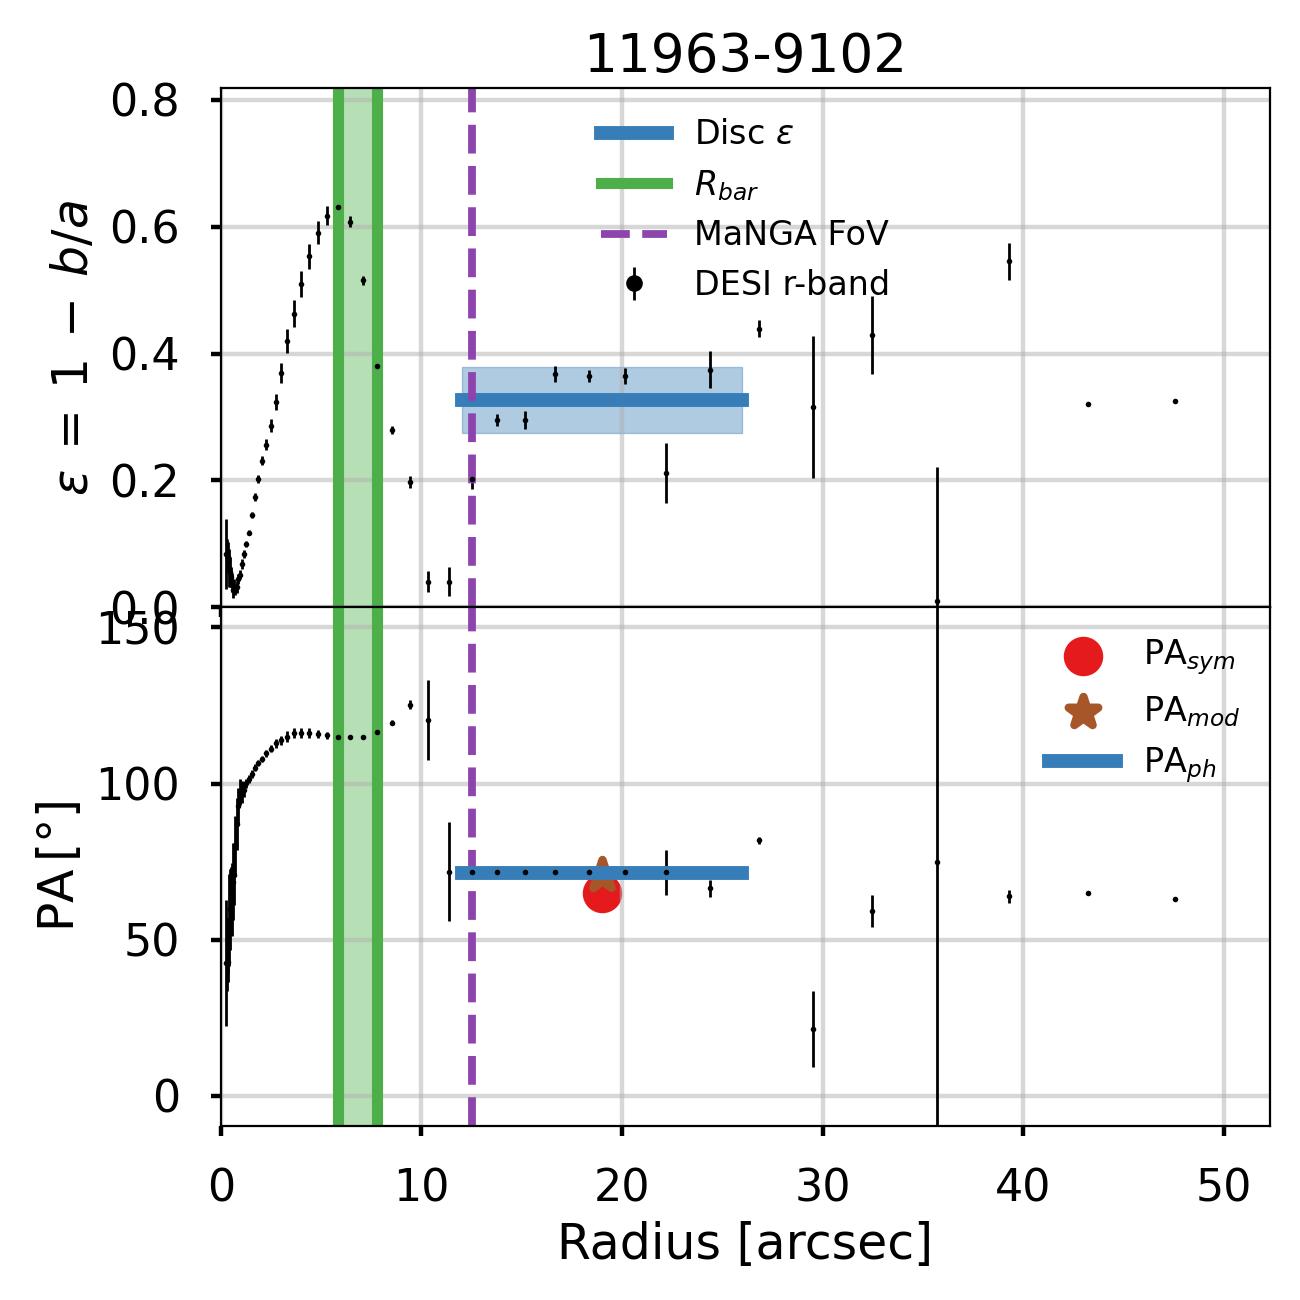 11963-9102
0.8
0.6
0.4
0.2
0.0
ε = 1 − b/a
Disc ε
R_bar
MaNGA FoV
DESI r-band
150
100
50
0
PA [°]
PA_sym
PA_mod
PA_ph
0 10 20 30 40 50
Radius [arcsec]